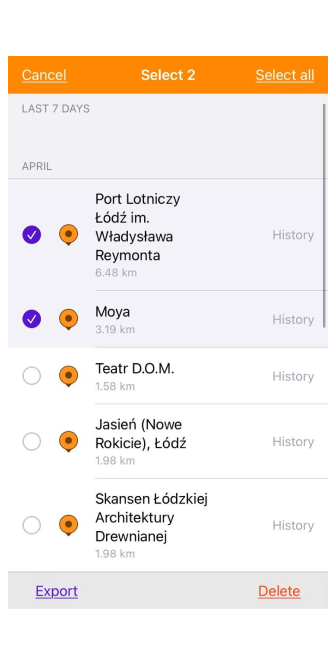 Cancel Select 2 Select all
LAST 7 DAYS
APRIL
Port Lotniczy
Łódź im.
Władysława
Reymonta
6.48 km
History
Moya
3.19 km
History
Teatr D.O.M.
1.58 km
History
Jasień (Nowe
Rokicie), Łódź
1.98 km
History
Skansen Łódzkiej
Architektury
Drewnianej
1.98 km
History
Export Delete